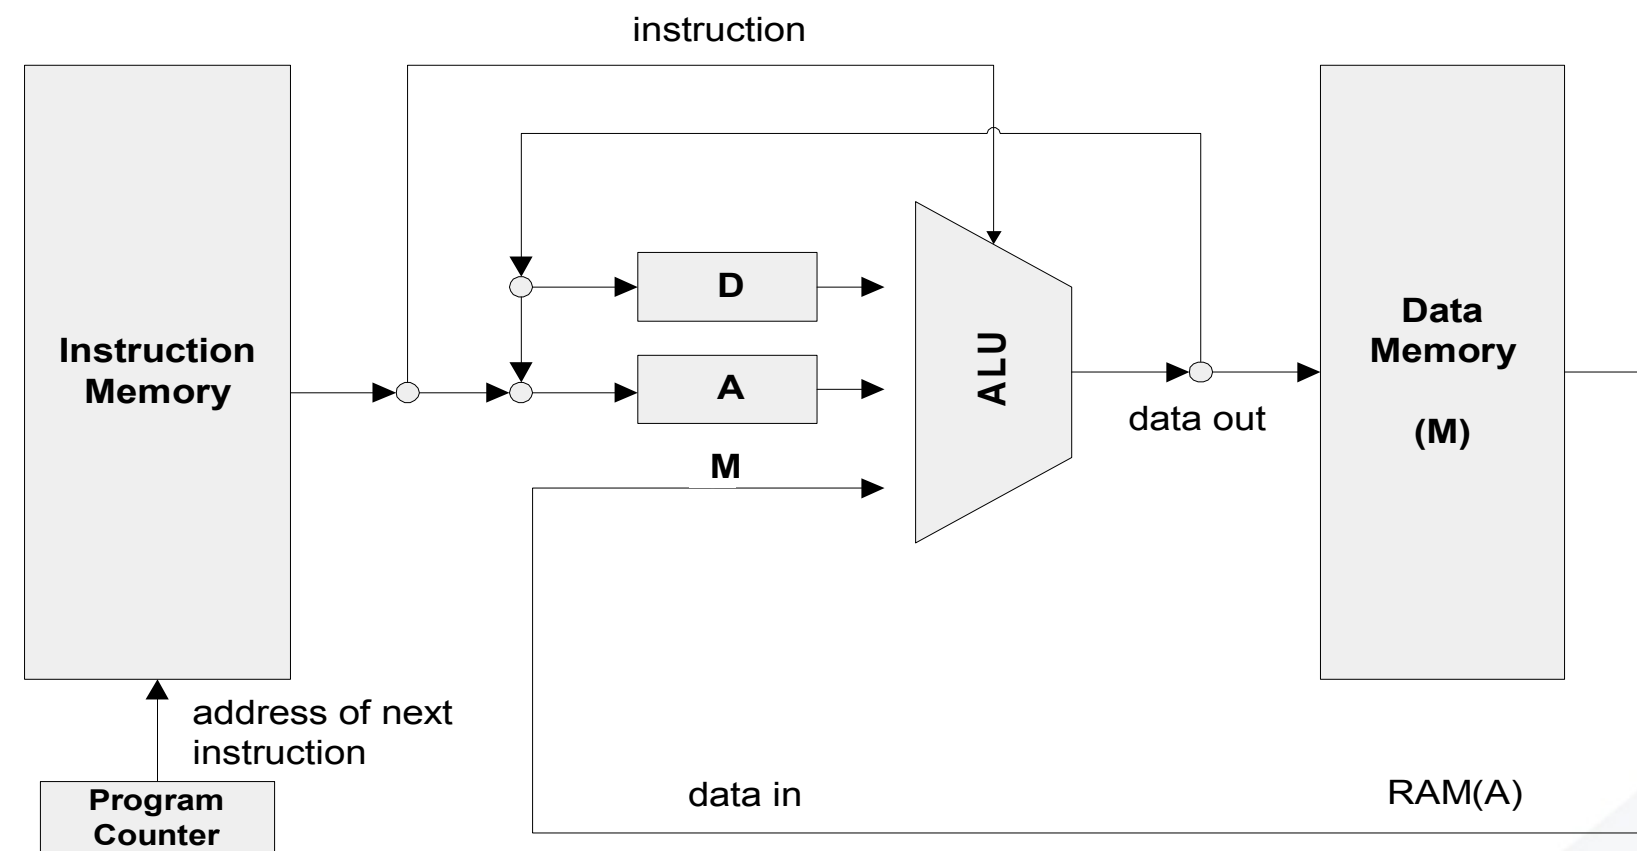 instruction
Instruction
Memory
D
A
M
ALU
data out
Data
Memory
(M)
address of next
instruction
Program
Counter
data in
RAM(A)